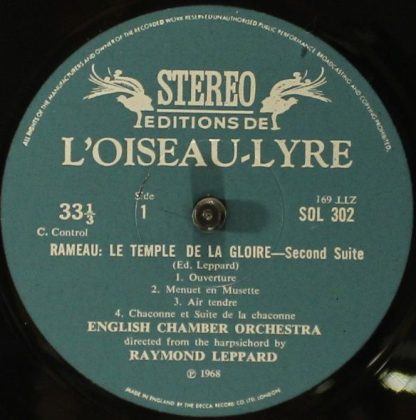 ALL RIGHTS OF THE MANUFACTURERS AND OWNER OF THE RECORDED WORK RESERVED UNAUTHORISED PUBLIC PERFORMANCE, BROADCASTING AND COPYING PROHIBITED.
STEREO
EDITIONS DE
L'OISEAU-LYRE
33⅓
C. Control
Side
1
169 TTZ
SOL 302
RAMEAU: LE TEMPLE DE LA GLOIRE—Second Suite
(Ed. Leppard)
1. Ouverture
2. Menuet en Musette
3. Air tendre
4. Chaconne et Suite de la chaconne
ENGLISH CHAMBER ORCHESTRA
directed from the harpsichord by
RAYMOND LEPPARD
Ⓟ 1968
MADE IN ENGLAND BY THE DECCA RECORD CO. LTD. LONDON.